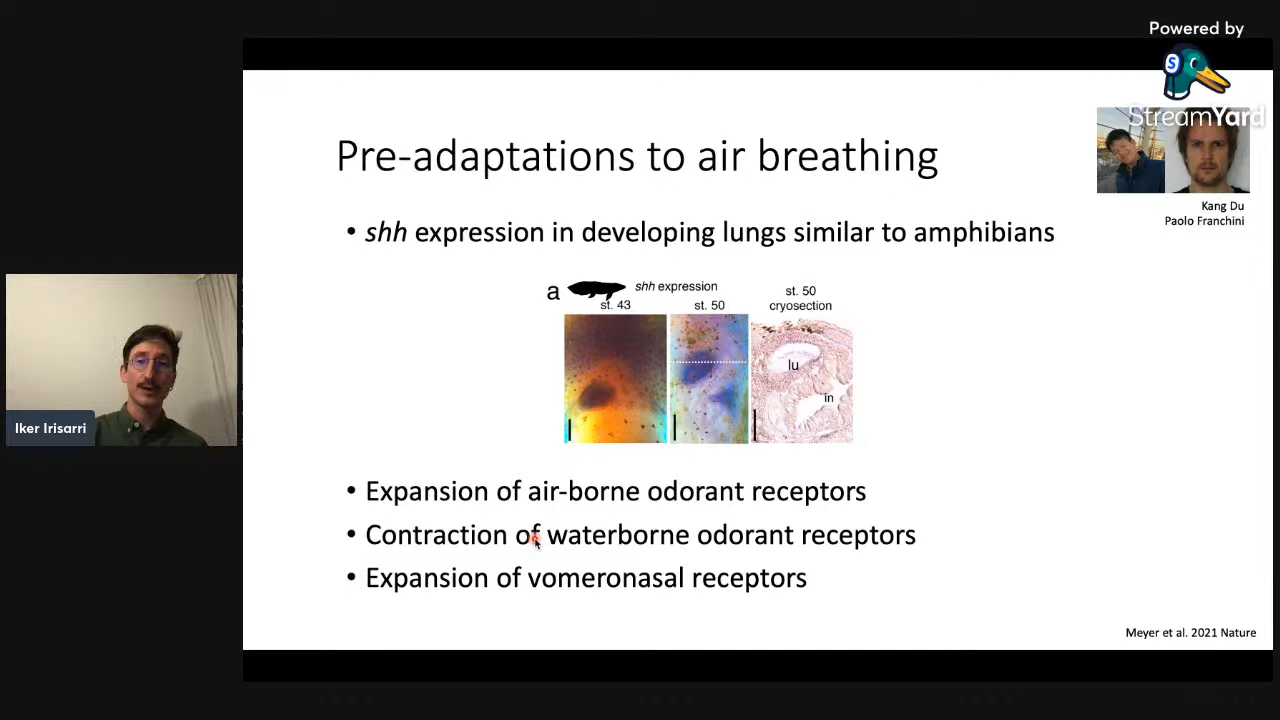 Powered by
S
StreamYard
Pre-adaptations to air breathing
Kang Du
Paolo Franchini
• shh expression in developing lungs similar to amphibians
a
shh expression
st. 43
st. 50
st. 50
cryosection
lu
in
Iker Irisarri
• Expansion of air-borne odorant receptors
• Contraction of waterborne odorant receptors
• Expansion of vomeronasal receptors
Meyer et al. 2021 Nature